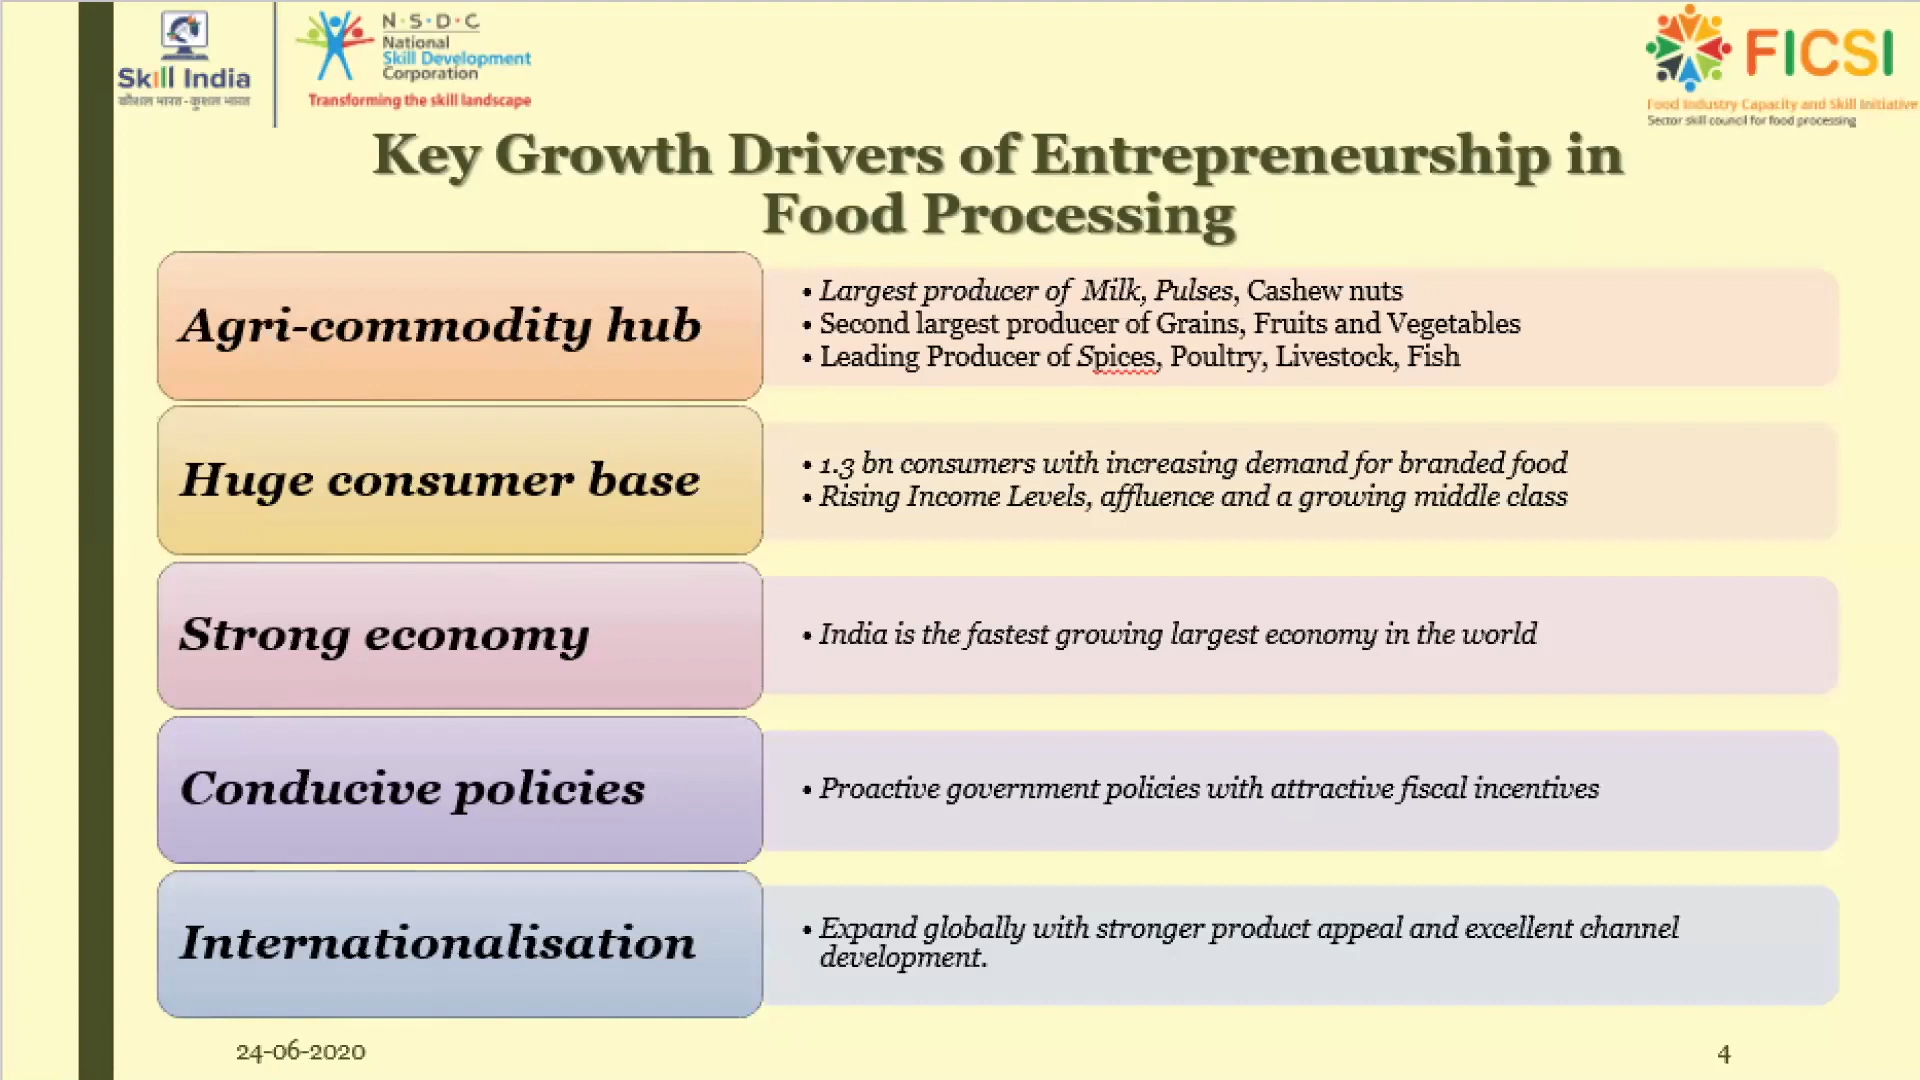 Skill India
कौशल भारत - कुशल भारत
N·S·D·C
National
Skill Development
Corporation
Transforming the skill landscape
FICSI
Food Industry Capacity and Skill Initiative
Sector skill council for food processing
Key Growth Drivers of Entrepreneurship in
Food Processing
Agri-commodity hub
• Largest producer of Milk, Pulses, Cashew nuts
• Second largest producer of Grains, Fruits and Vegetables
• Leading Producer of Spices, Poultry, Livestock, Fish
Huge consumer base
• 1.3 bn consumers with increasing demand for branded food
• Rising Income Levels, affluence and a growing middle class
Strong economy
• India is the fastest growing largest economy in the world
Conducive policies
• Proactive government policies with attractive fiscal incentives
Internationalisation
• Expand globally with stronger product appeal and excellent channel
development.
24-06-2020
4